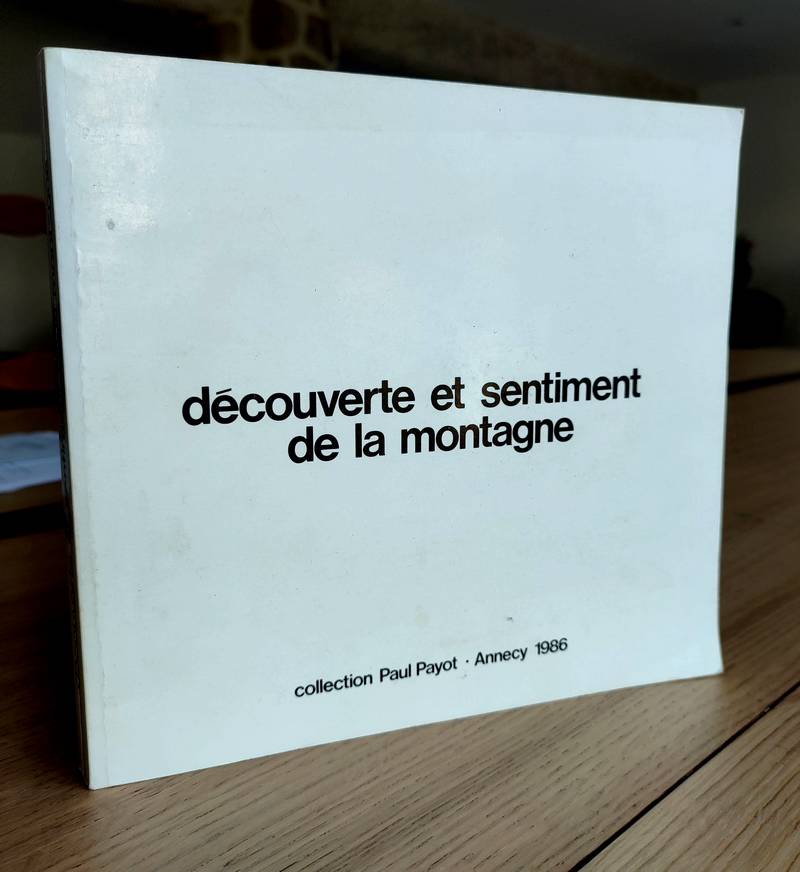 découverte et sentiment
de la montagne
collection Paul Payot · Annecy 1986